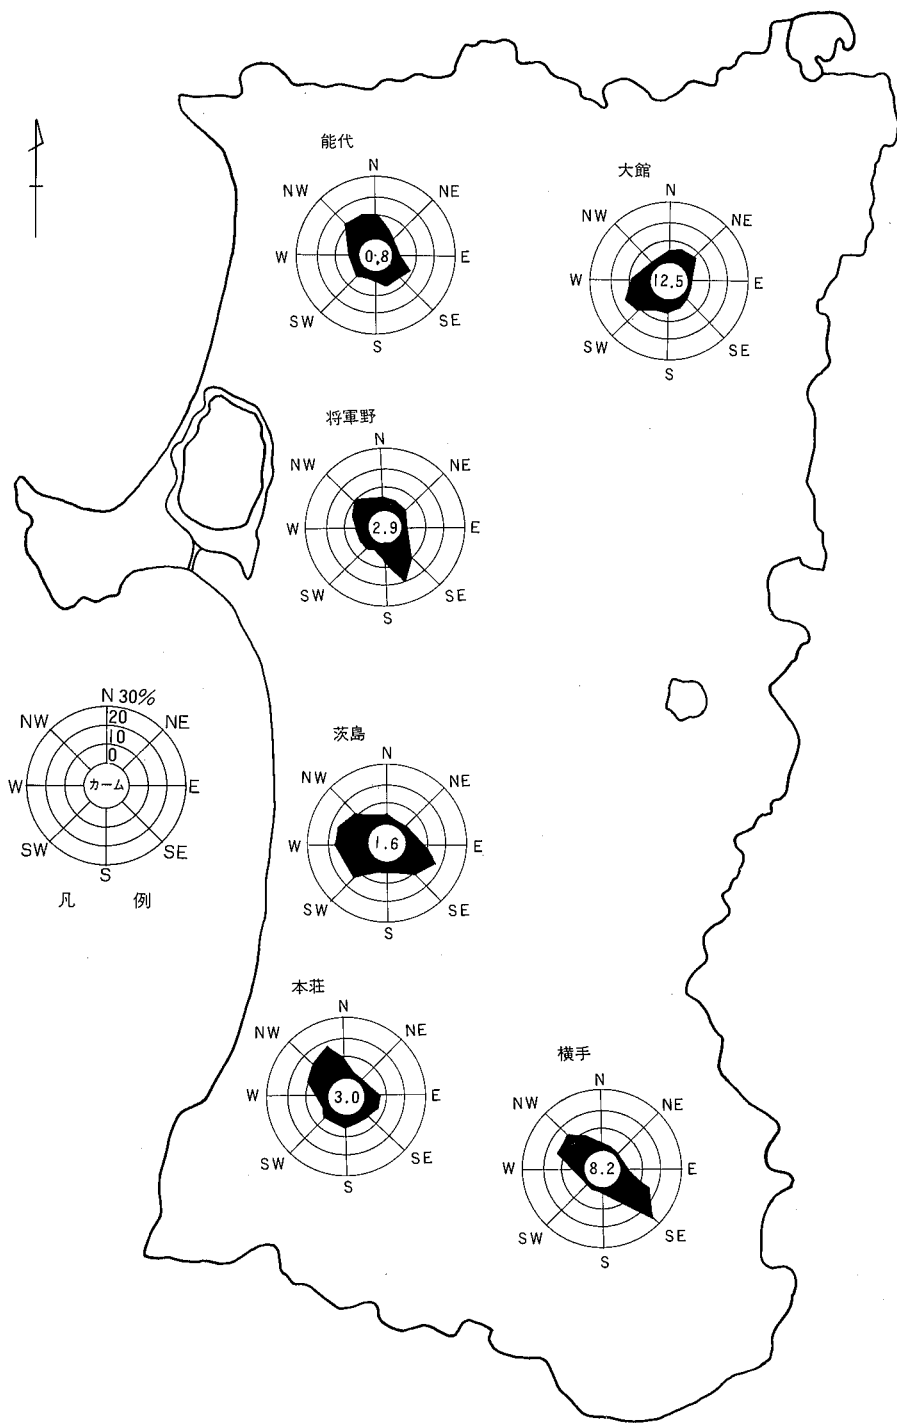 能代
N
NW NE
W 0.8 E
SW SE
S
大館
N
NW NE
W 12.5 E
SW SE
S
将軍野
N
NW NE
W 2.9 E
SW SE
S
N 30%
NW 20 NE
10
0
W カーム E
SW SE
S
凡 例
茨島
N
NW NE
W 1.6 E
SW SE
S
本荘
N
NW NE
W 3.0 E
SW SE
S
横手
N
NW NE
W 8.2 E
SW SE
S